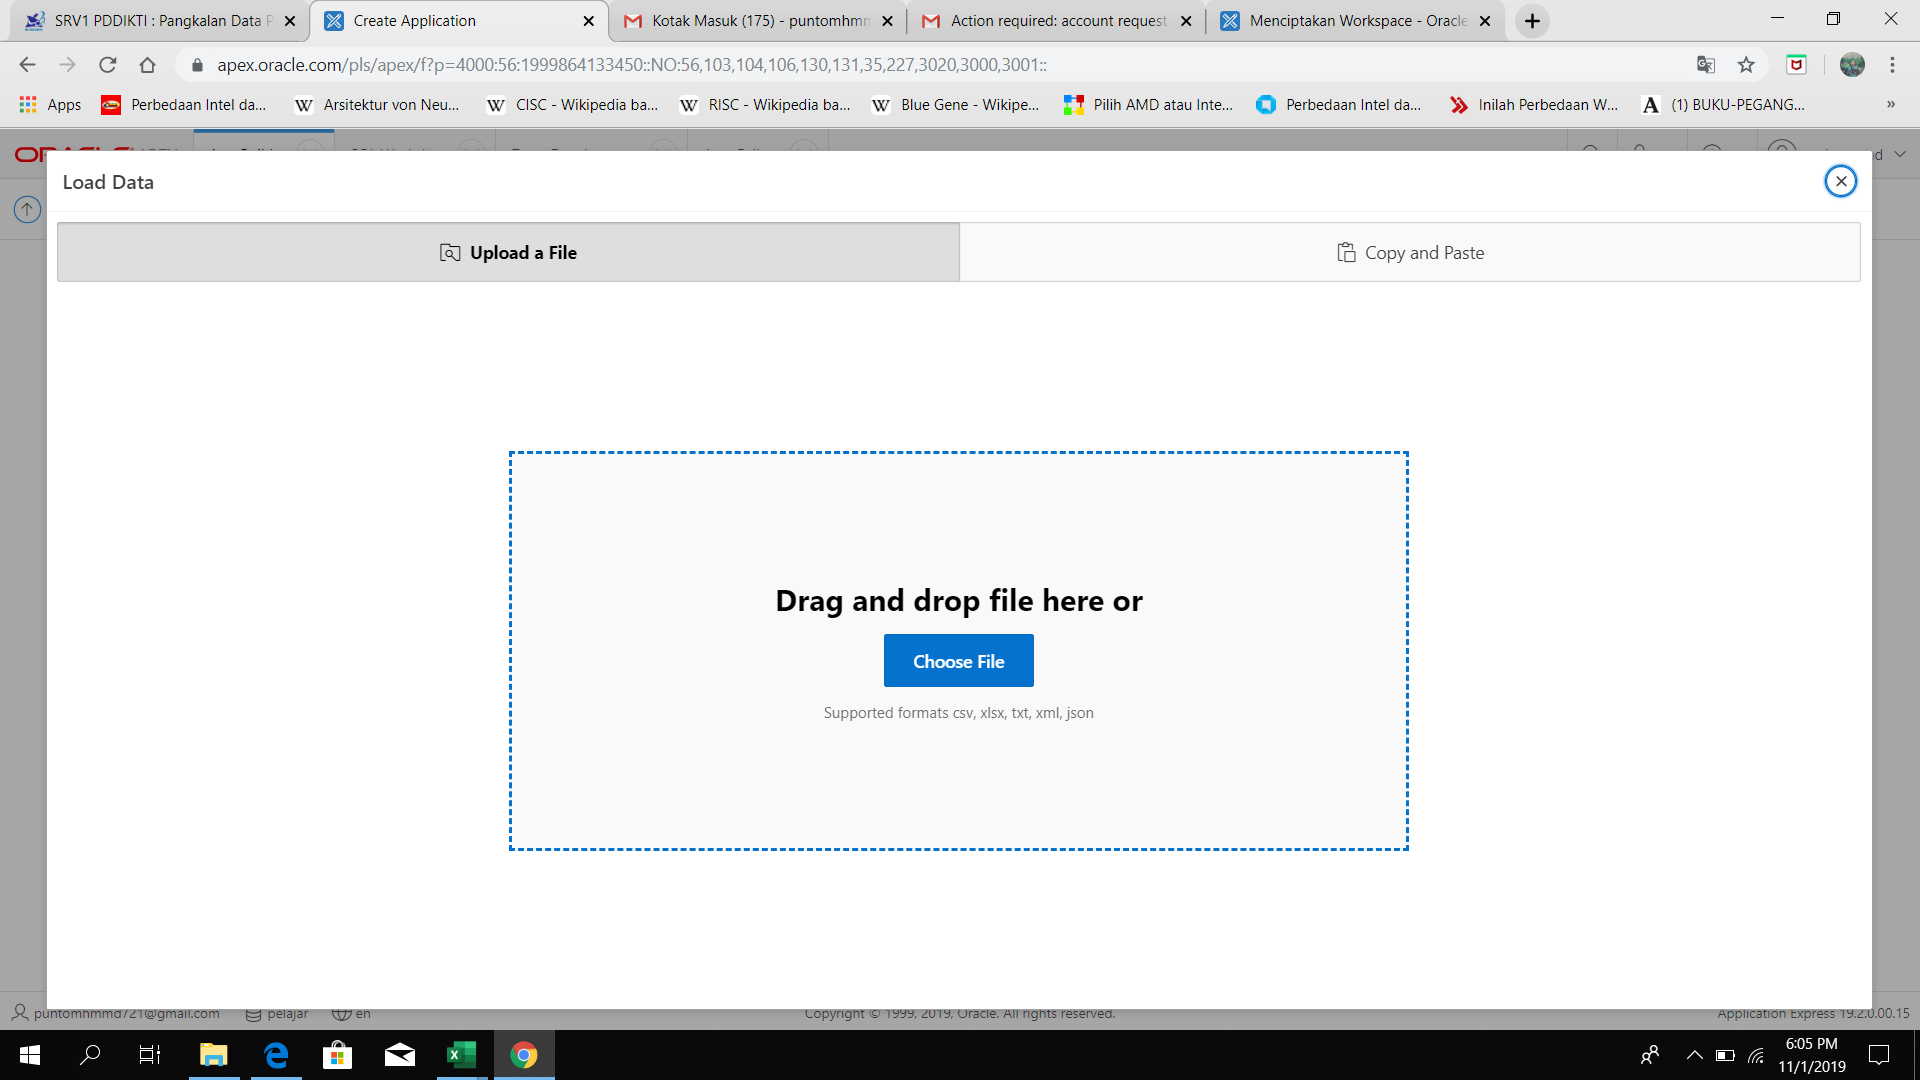 SRV1 PDDIKTI : Pangkalan Data P
Create Application
Kotak Masuk (175) - puntomhmm
Action required: account request
Menciptakan Workspace - Oracle
apex.oracle.com/pls/apex/f?p=4000:56:1999864133450::NO:56,103,104,106,130,131,35,227,3020,3000,3001::
Apps
Perbedaan Intel da...
Arsitektur von Neu...
CISC - Wikipedia ba...
RISC - Wikipedia ba...
Blue Gene - Wikipe...
Pilih AMD atau Inte...
Perbedaan Intel da...
Inilah Perbedaan W...
(1) BUKU-PEGANG...
Load Data
Upload a File
Copy and Paste
Drag and drop file here or
Choose File
Supported formats csv, xlsx, txt, xml, json
puntomhmmd721@gmail.com
pelajar
en
Copyright © 1999, 2019, Oracle. All rights reserved.
Application Express 19.2.0.00.15
6:05 PM
11/1/2019